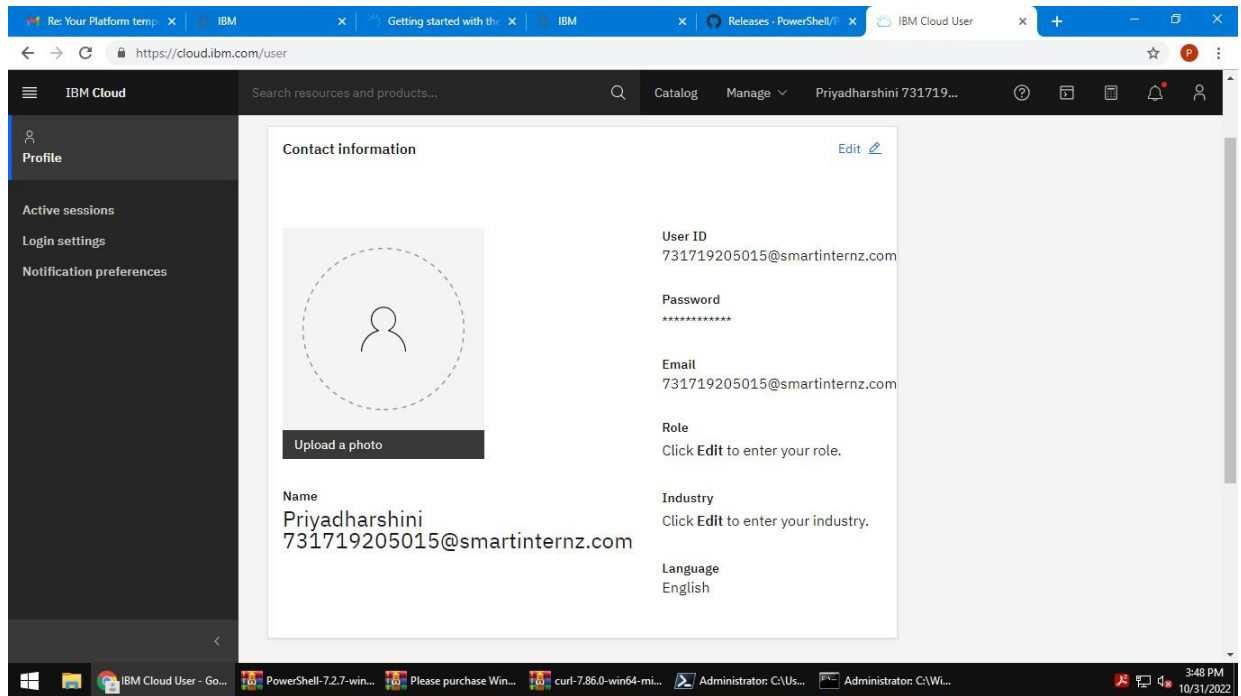 Re: Your Platform temp
IBM
Getting started with the
IBM
Releases · PowerShell/P
IBM Cloud User
https://cloud.ibm.com/user
P
IBM Cloud
Search resources and products...
Catalog
Manage
Priyadharshini 731719...
Profile
Active sessions
Login settings
Notification preferences
Contact information
Edit
Upload a photo
Name
Priyadharshini
731719205015@smartinternz.com
User ID
731719205015@smartinternz.com
Password
************
Email
731719205015@smartinternz.com
Role
Click Edit to enter your role.
Industry
Click Edit to enter your industry.
Language
English
IBM Cloud User - Go...
PowerShell-7.2.7-win...
Please purchase Win...
curl-7.86.0-win64-mi...
Administrator: C:\Us...
Administrator: C:\Wi...
3:48 PM
10/31/2022